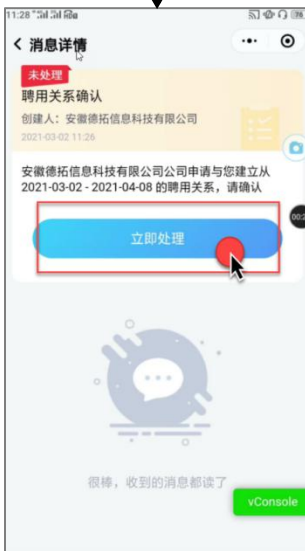 11:28
消息详情
未处理
聘用关系确认
创建人：安徽德拓信息科技有限公司
2021-03-02 11:26
安徽德拓信息科技有限公司公司申请与您建立从
2021-03-02 - 2021-04-08 的聘用关系，请确认
立即处理
很棒，收到的消息都读了
vConsole